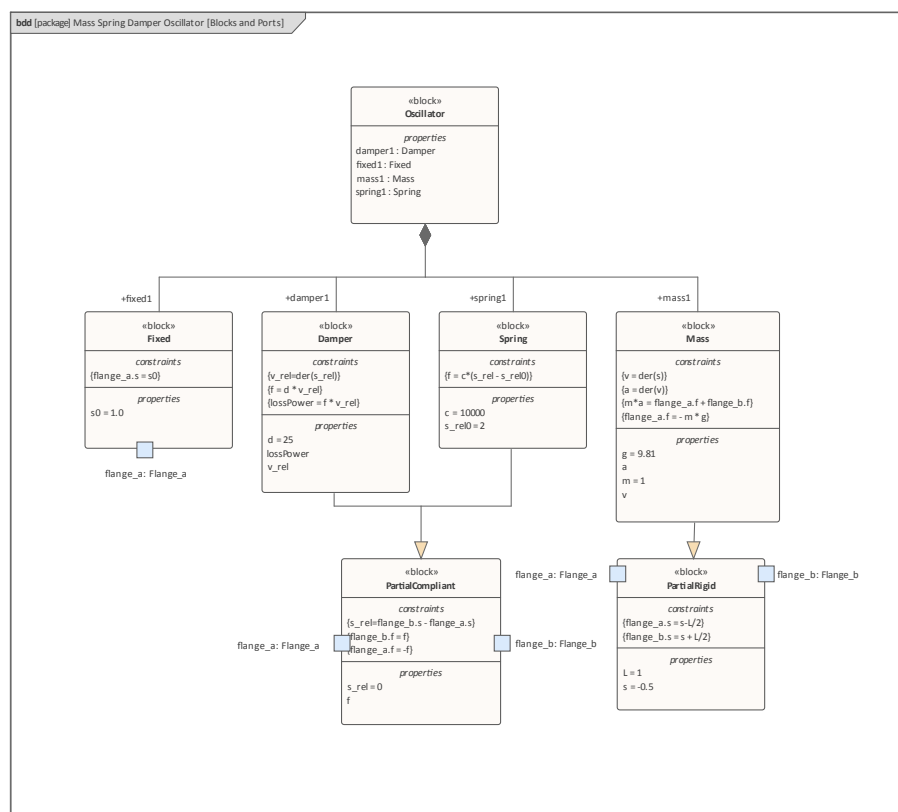 bdd [package] Mass Spring Damper Oscillator [Blocks and Ports]
«block»
Oscillator
properties
damper1 : Damper
fixed1 : Fixed
mass1 : Mass
spring1 : Spring
+fixed1
+damper1
+spring1
+mass1
«block»
Fixed
constraints
{flange_a.s = s0}
properties
s0 = 1.0
flange_a: Flange_a
«block»
Damper
constraints
{v_rel=der(s_rel)}
{f = d * v_rel}
{lossPower = f * v_rel}
properties
d = 25
lossPower
v_rel
«block»
Spring
constraints
{f = c*(s_rel - s_rel0)}
properties
c = 10000
s_rel0 = 2
«block»
Mass
constraints
{v = der(s)}
{a = der(v)}
{m*a = flange_a.f + flange_b.f}
{flange_a.f = - m * g}
properties
g = 9.81
a
m = 1
v
«block»
PartialCompliant
constraints
{s_rel=flange_b.s - flange_a.s}
{flange_b.f = f}
{flange_a.f = -f}
properties
s_rel = 0
f
flange_a: Flange_a
flange_b: Flange_b
flange_a: Flange_a
«block»
PartialRigid
constraints
{flange_a.s = s-L/2}
{flange_b.s = s + L/2}
properties
L = 1
s = -0.5
flange_b: Flange_b